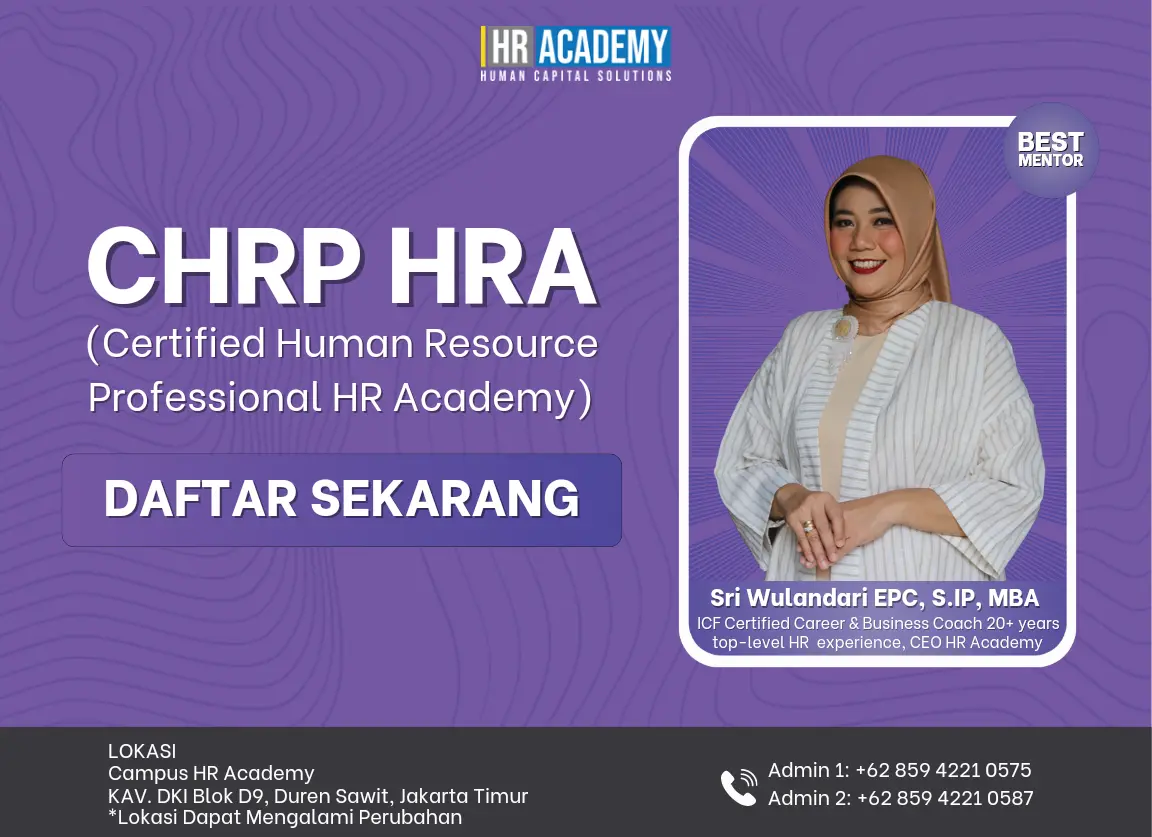 HR ACADEMY
HUMAN CAPITAL SOLUTIONS
BEST
MENTOR
CHRP HRA
(Certified Human Resource
Professional HR Academy)
DAFTAR SEKARANG
Sri Wulandari EPC, S.IP, MBA
ICF Certified Career & Business Coach 20+ years
top-level HR experience, CEO HR Academy
LOKASI
Campus HR Academy
KAV. DKI Blok D9, Duren Sawit, Jakarta Timur
*Lokasi Dapat Mengalami Perubahan
Admin 1: +62 859 4221 0575
Admin 2: +62 859 4221 0587